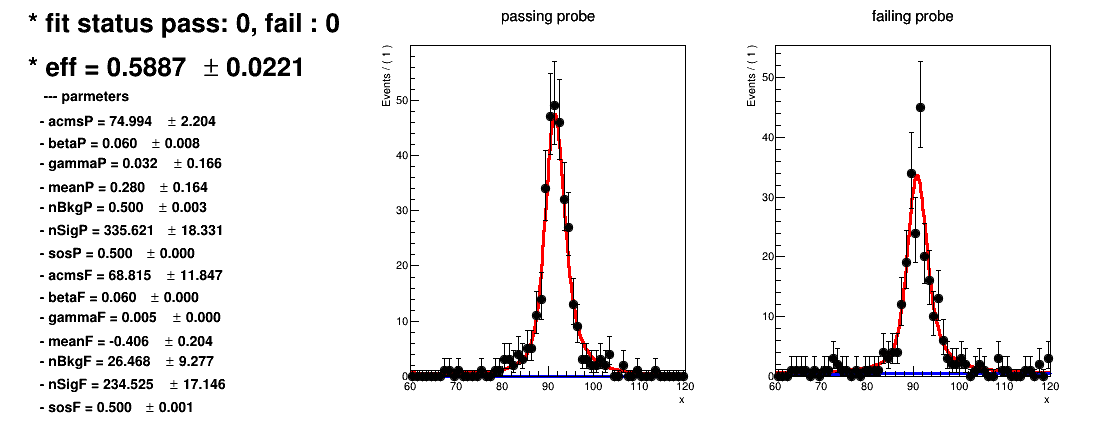 * fit status pass: 0, fail : 0
* eff = 0.5887 ± 0.0221
--- parmeters
- acmsP = 74.994 ± 2.204
- betaP = 0.060 ± 0.008
- gammaP = 0.032 ± 0.166
- meanP = 0.280 ± 0.164
- nBkgP = 0.500 ± 0.003
- nSigP = 335.621 ± 18.331
- sosP = 0.500 ± 0.000
- acmsF = 68.815 ± 11.847
- betaF = 0.060 ± 0.000
- gammaF = 0.005 ± 0.000
- meanF = -0.406 ± 0.204
- nBkgF = 26.468 ± 9.277
- nSigF = 234.525 ± 17.146
- sosF = 0.500 ± 0.001
passing probe
Events / ( 1 )
50
40
30
20
10
0
60 70 80 90 100 110 120
x
failing probe
Events / ( 1 )
50
40
30
20
10
0
60 70 80 90 100 110 120
x